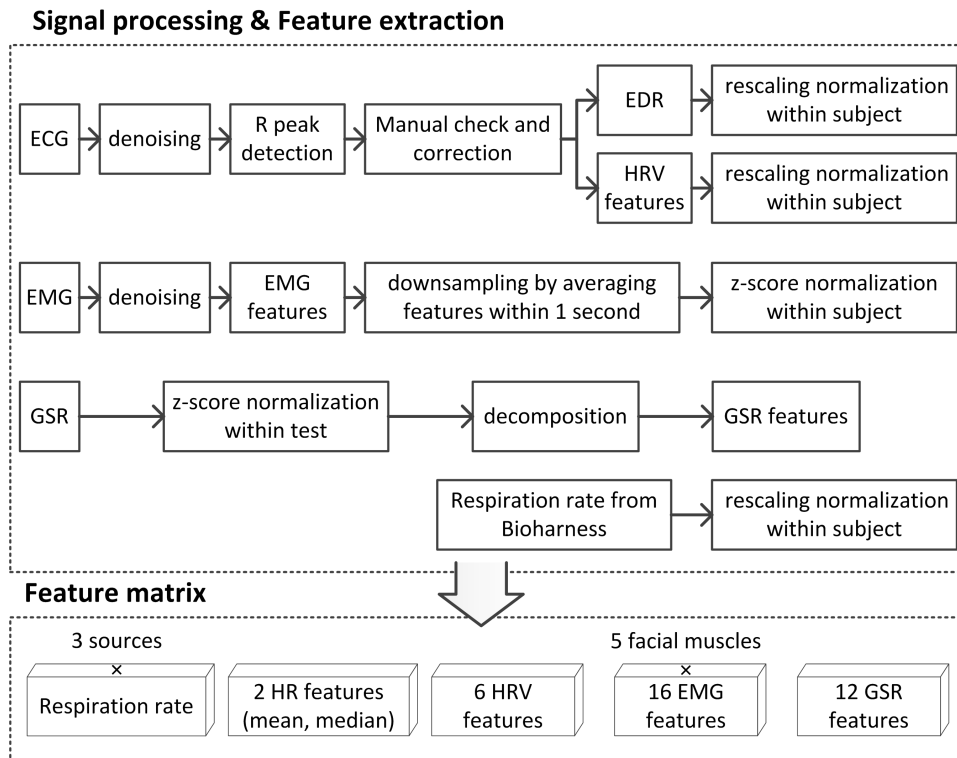 Signal processing & Feature extraction
ECG
denoising
R peak
detection
Manual check and
correction
EDR
rescaling normalization
within subject
HRV
features
rescaling normalization
within subject
EMG
denoising
EMG
features
downsampling by averaging
features within 1 second
z-score normalization
within subject
GSR
z-score normalization
within test
decomposition
GSR features
Respiration rate from
Bioharness
rescaling normalization
within subject
Feature matrix
3 sources
×
Respiration rate
2 HR features
(mean, median)
6 HRV
features
5 facial muscles
×
16 EMG
features
12 GSR
features